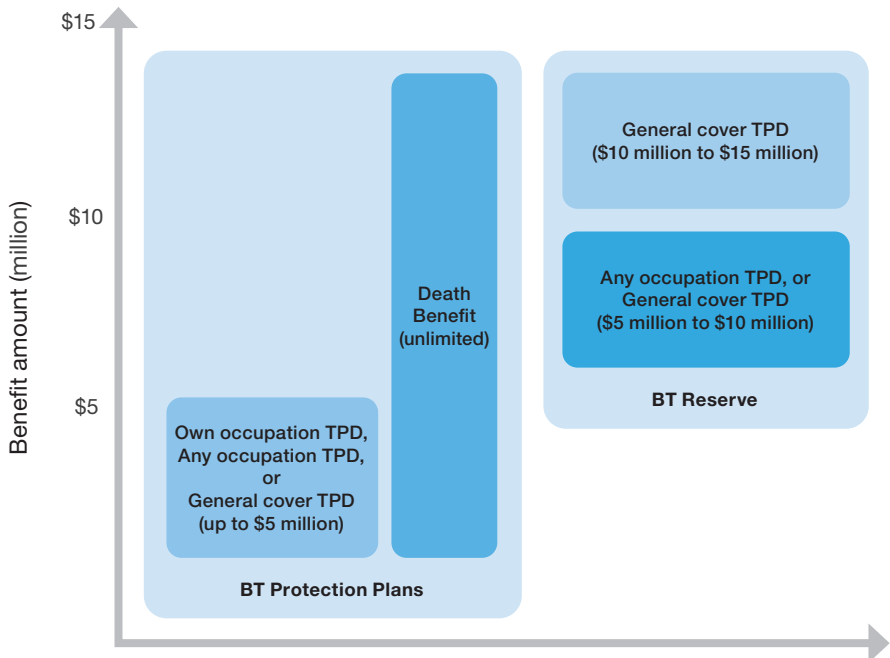 $15
$10
$5
Benefit amount (million)
Own occupation TPD,
Any occupation TPD,
or
General cover TPD
(up to $5 million)
Death
Benefit
(unlimited)
BT Protection Plans
General cover TPD
($10 million to $15 million)
Any occupation TPD, or
General cover TPD
($5 million to $10 million)
BT Reserve